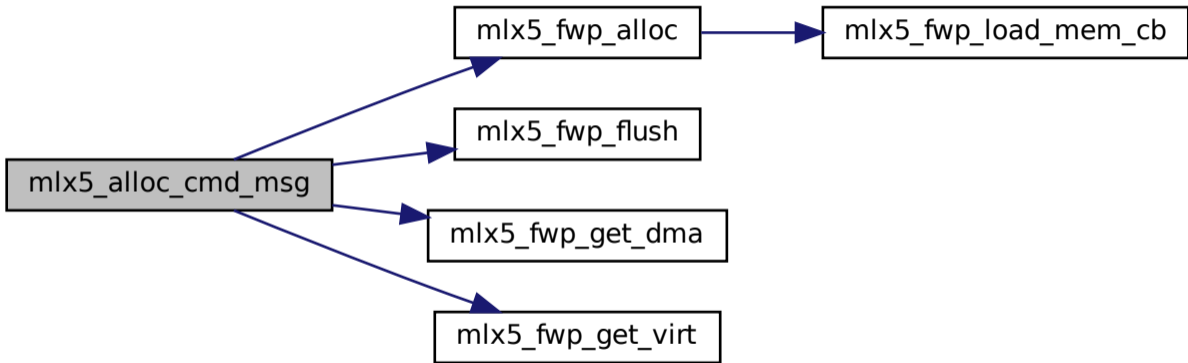 mlx5_fwp_alloc
mlx5_fwp_load_mem_cb
mlx5_fwp_flush
mlx5_alloc_cmd_msg
mlx5_fwp_get_dma
mlx5_fwp_get_virt